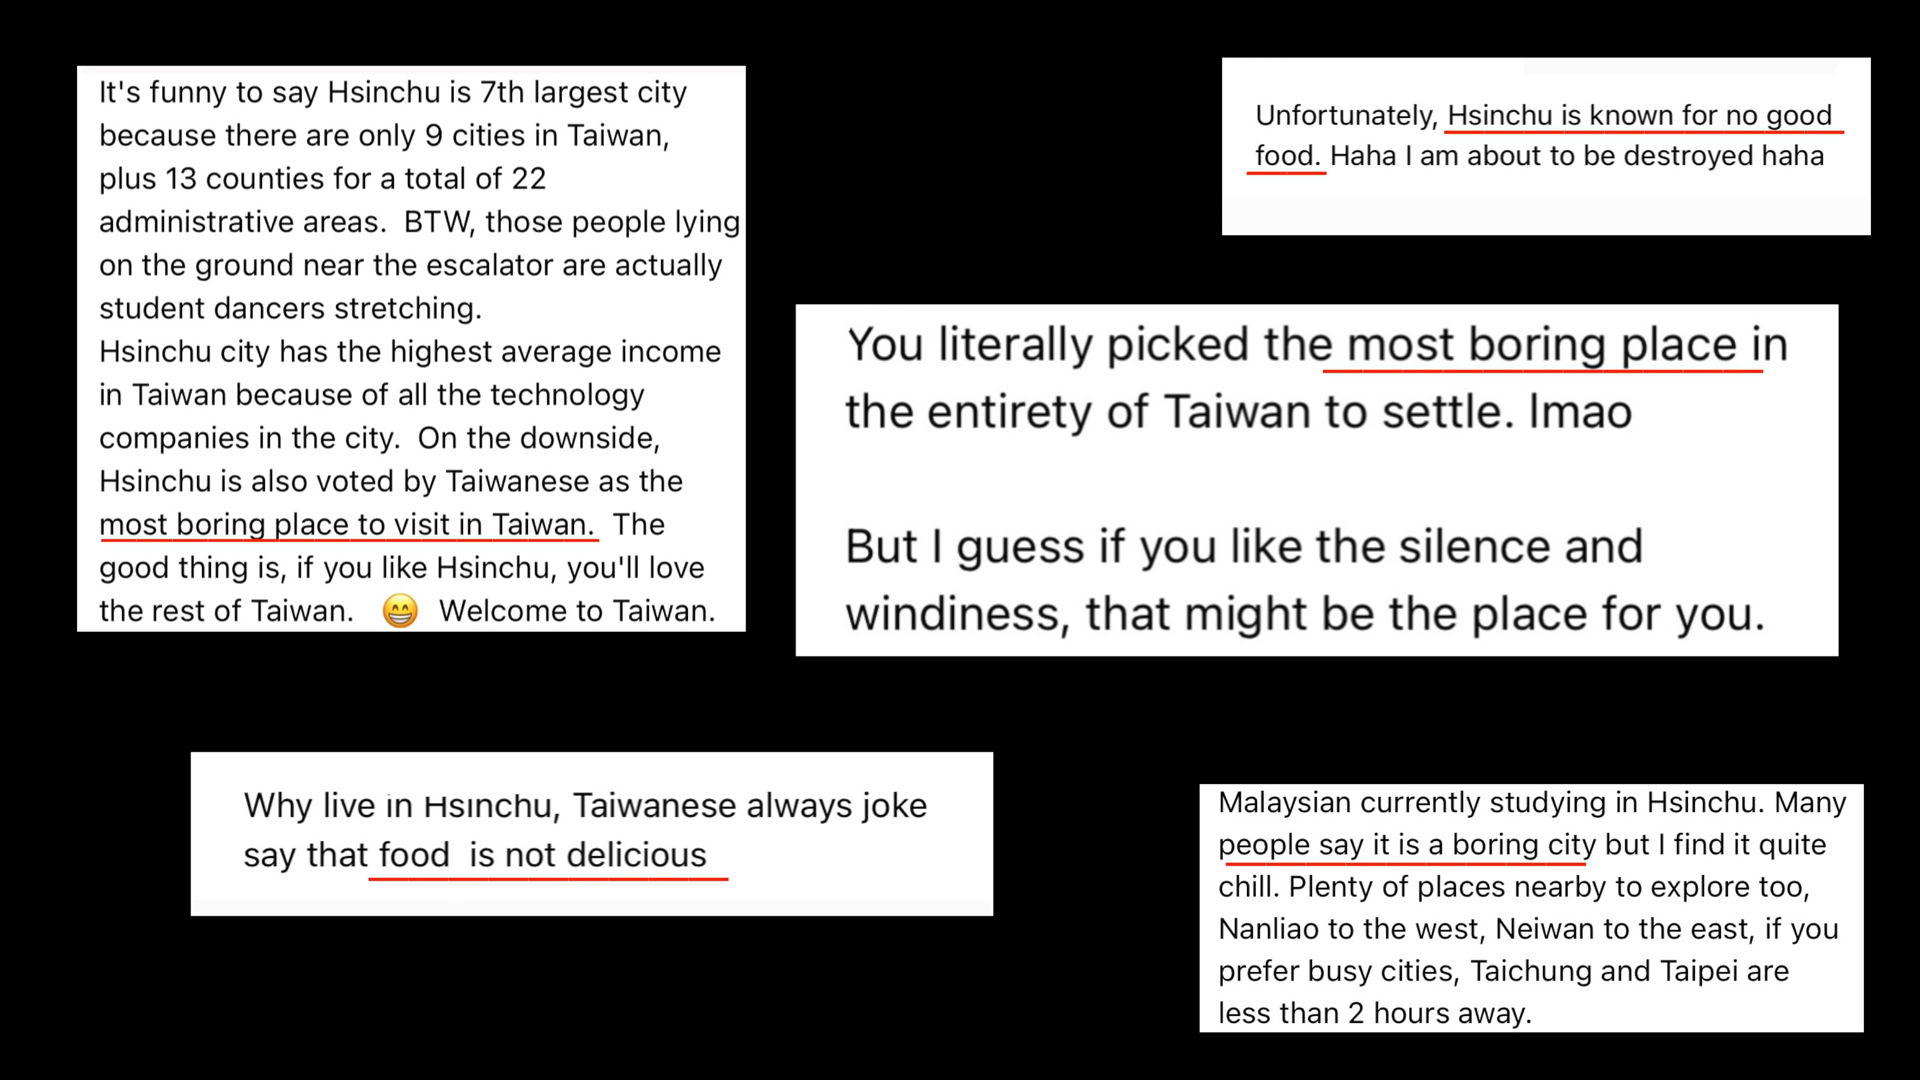 It's funny to say Hsinchu is 7th largest city
because there are only 9 cities in Taiwan,
plus 13 counties for a total of 22
administrative areas.  BTW, those people lying
on the ground near the escalator are actually
student dancers stretching.
Hsinchu city has the highest average income
in Taiwan because of all the technology
companies in the city.  On the downside,
Hsinchu is also voted by Taiwanese as the
most boring place to visit in Taiwan.  The
good thing is, if you like Hsinchu, you'll love
the rest of Taiwan.  😁  Welcome to Taiwan.
Unfortunately, Hsinchu is known for no good
food. Haha I am about to be destroyed haha
You literally picked the most boring place in
the entirety of Taiwan to settle. lmao
But I guess if you like the silence and
windiness, that might be the place for you.
Why live in Hsinchu, Taiwanese always joke
say that food  is not delicious
Malaysian currently studying in Hsinchu. Many
people say it is a boring city but I find it quite
chill. Plenty of places nearby to explore too,
Nanliao to the west, Neiwan to the east, if you
prefer busy cities, Taichung and Taipei are
less than 2 hours away.